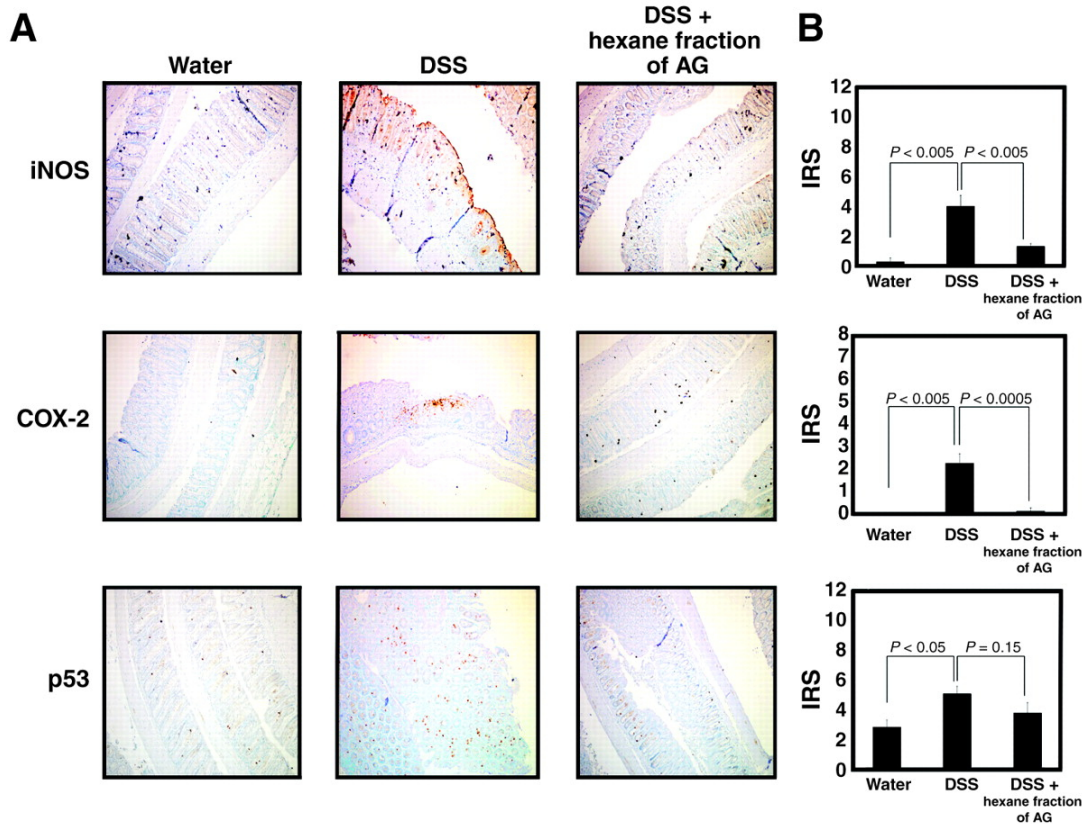 A
B
Water
DSS
DSS +
hexane fraction
of AG
iNOS
COX-2
p53
12
10
8
6
4
2
0
IRS
P < 0.005
P < 0.005
Water
DSS
DSS +
hexane fraction
of AG
8
7
6
5
4
3
2
1
0
IRS
P < 0.005
P < 0.0005
Water
DSS
DSS +
hexane fraction
of AG
12
10
8
6
4
2
0
IRS
P < 0.05
P = 0.15
Water
DSS
DSS +
hexane fraction
of AG